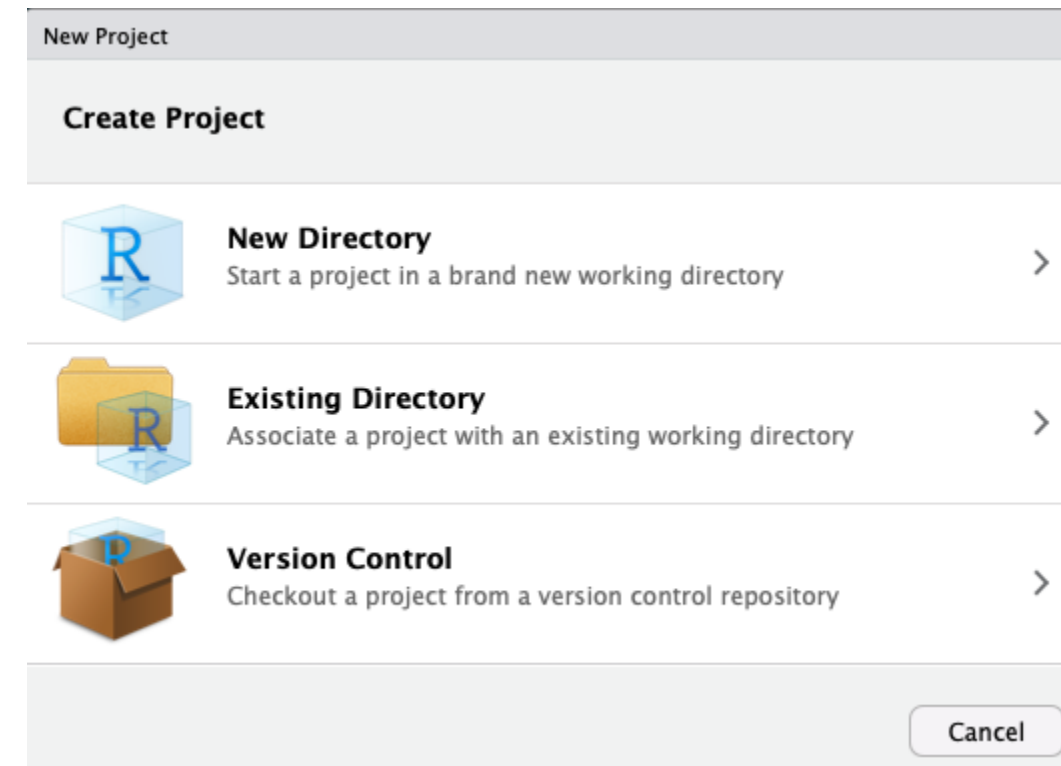 New Project
Create Project
R
New Directory
Start a project in a brand new working directory
R
Existing Directory
Associate a project with an existing working directory
R
Version Control
Checkout a project from a version control repository
Cancel